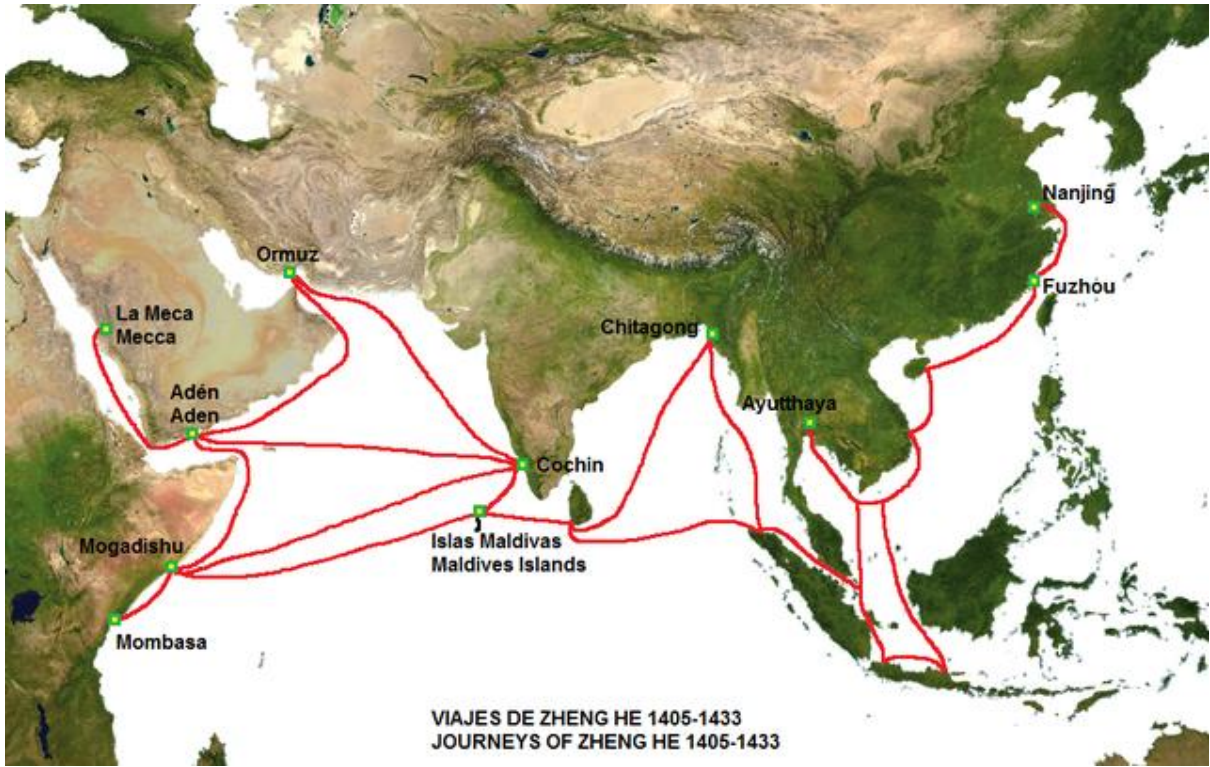 Nanjing
Ormuz
Fuzhou
La Meca
Mecca
Chitagong
Adén
Aden
Ayutthaya
Cochin
Islas Maldivas
Maldives Islands
Mogadishu
Mombasa
VIAJES DE ZHENG HE 1405-1433
JOURNEYS OF ZHENG HE 1405-1433